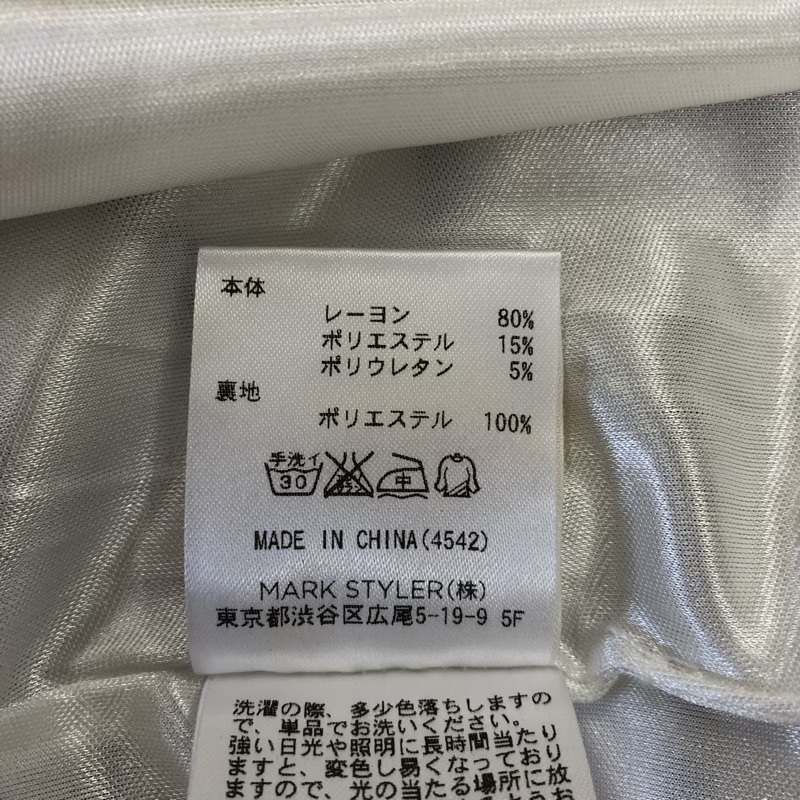 本体
レーヨン 80%
ポリエステル 15%
ポリウレタン 5%
裏地
ポリエステル 100%
手洗イ
30
中
MADE IN CHINA(4542)
MARK STYLER(株)
東京都渋谷区広尾5-19-9 5F
洗濯の際、多少色落ちしますの
で、単品でお洗いください。
強い日光や照明に長時間当たり
ますと、変色し易くなっており
ますので、光の当たる場所に放